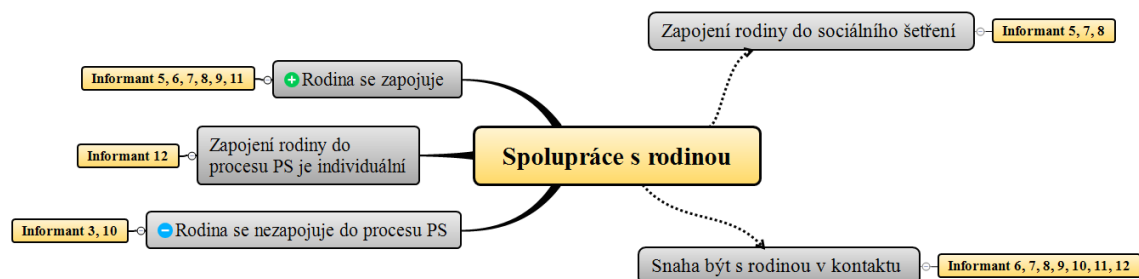 Zapojení rodiny do sociálního šetření
Informant 5, 7, 8
Informant 5, 6, 7, 8, 9, 11
Rodina se zapojuje
Informant 12
Zapojení rodiny do
procesu PS je individuální
Spolupráce s rodinou
Informant 3, 10
Rodina se nezapojuje do procesu PS
Snaha být s rodinou v kontaktu
Informant 6, 7, 8, 9, 10, 11, 12